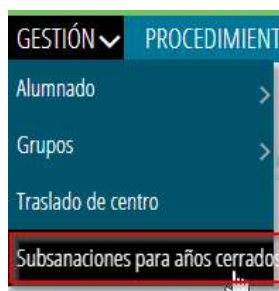 GESTIÓN PROCEDIMIENT
Alumnado
Grupos
Traslado de centro
Subsanaciones para años cerrados